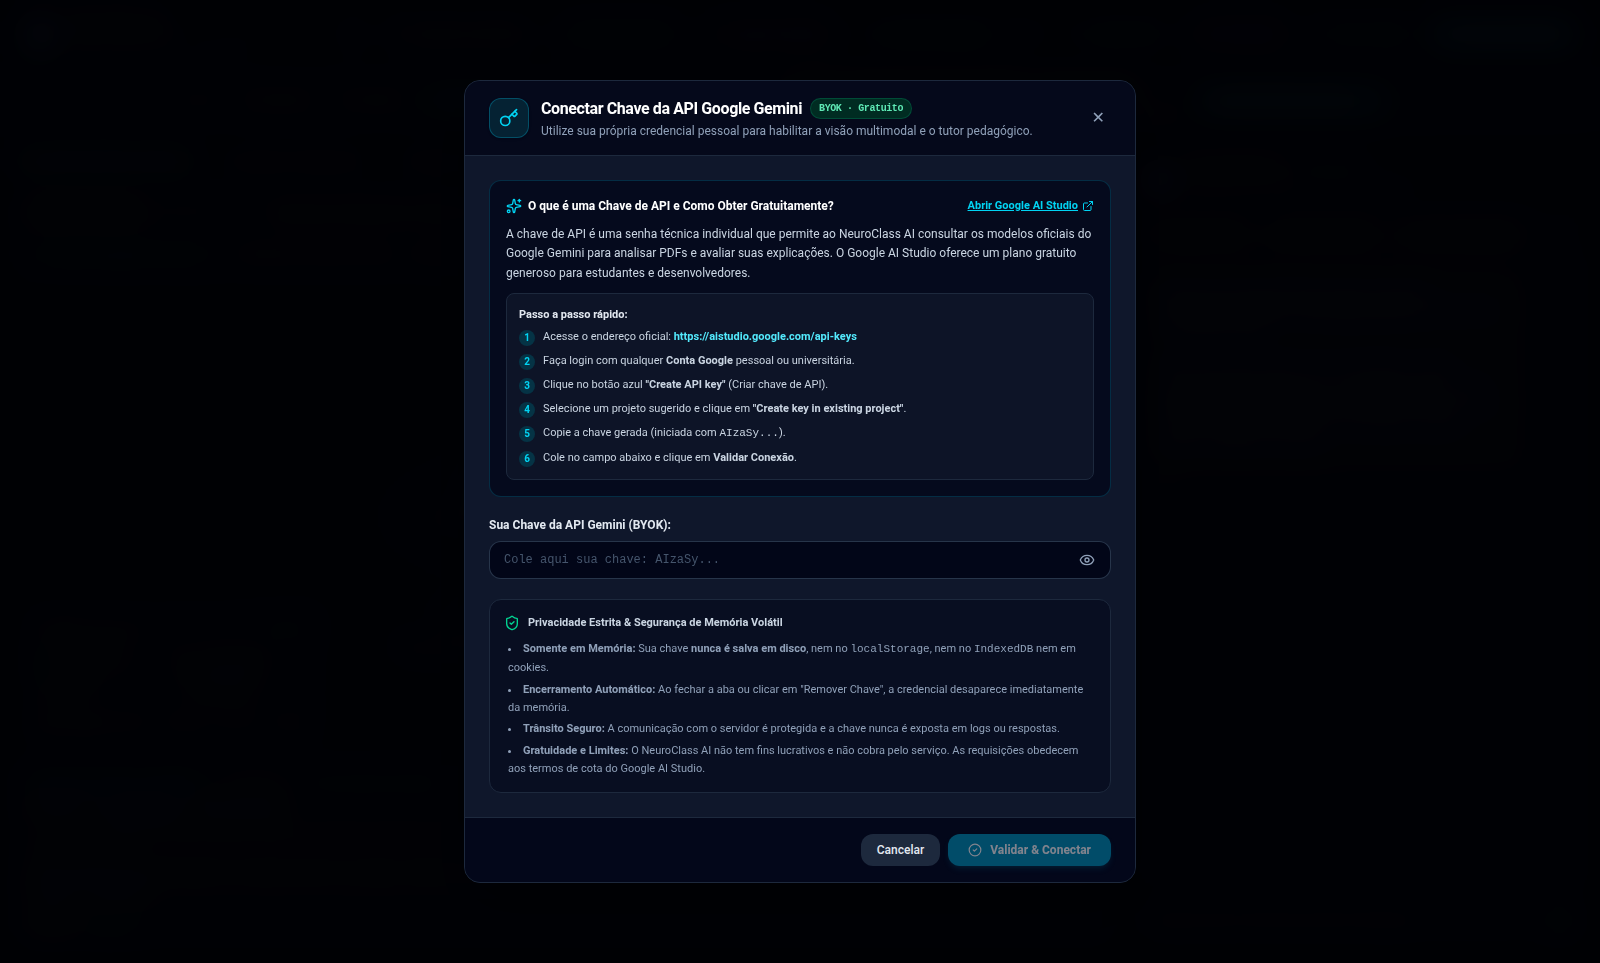 Conectar Chave da API Google Gemini BYOK · Gratuito
Utilize sua própria credencial pessoal para habilitar a visão multimodal e o tutor pedagógico.
O que é uma Chave de API e Como Obter Gratuitamente? Abrir Google AI Studio
A chave de API é uma senha técnica individual que permite ao NeuroClass AI consultar os modelos oficiais do
Google Gemini para analisar PDFs e avaliar suas explicações. O Google AI Studio oferece um plano gratuito
generoso para estudantes e desenvolvedores.
Passo a passo rápido:
1 Acesse o endereço oficial: https://aistudio.google.com/api-keys
2 Faça login com qualquer Conta Google pessoal ou universitária.
3 Clique no botão azul "Create API key" (Criar chave de API).
4 Selecione um projeto sugerido e clique em "Create key in existing project".
5 Copie a chave gerada (iniciada com AIzaSy...).
6 Cole no campo abaixo e clique em Validar Conexão.
Sua Chave da API Gemini (BYOK):
Cole aqui sua chave: AIzaSy...
Privacidade Estrita & Segurança de Memória Volátil
• Somente em Memória: Sua chave nunca é salva em disco, nem no localStorage, nem no IndexedDB nem em
cookies.
• Encerramento Automático: Ao fechar a aba ou clicar em "Remover Chave", a credencial desaparece imediatamente
da memória.
• Trânsito Seguro: A comunicação com o servidor é protegida e a chave nunca é exposta em logs ou respostas.
• Gratuidade e Limites: O NeuroClass AI não tem fins lucrativos e não cobra pelo serviço. As requisições obedecem
aos termos de cota do Google AI Studio.
Cancelar Validar & Conectar